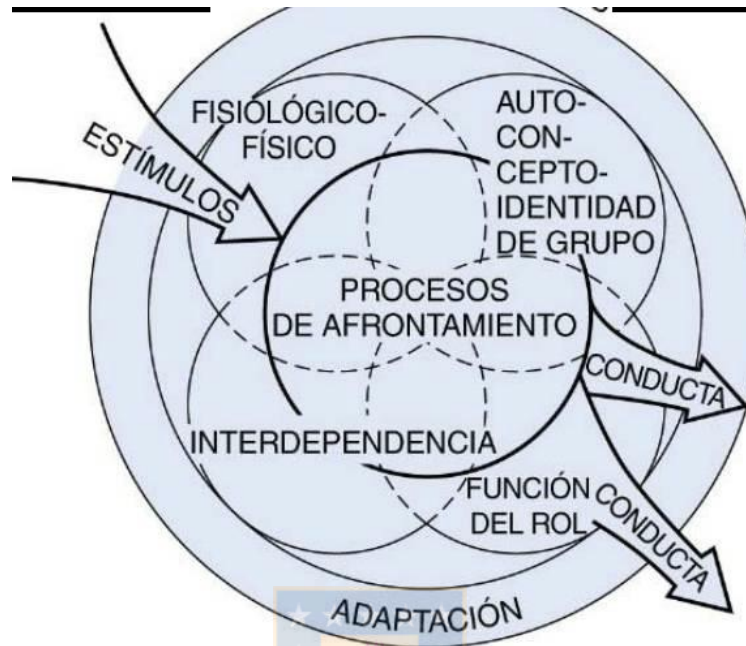 ESTÍMULOS
FISIOLÓGICO-
FÍSICO
AUTO-
CON-
CEPTO-
IDENTIDAD
DE GRUPO
PROCESOS
DE AFRONTAMIENTO
CONDUCTA
INTERDEPENDENCIA
FUNCIÓN
DEL ROL
CONDUCTA
ADAPTACIÓN